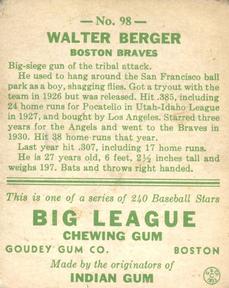 — No. 98 —
WALTER BERGER
BOSTON BRAVES
Big-siege gun of the tribal attack.
He used to hang around the San Francisco ball
park as a boy, shagging flies. Got a tryout with the
team in 1926 but was released. Hit .385, including
24 home runs for Pocatello in Utah-Idaho League
in 1927, and bought by Los Angeles. Starred three
years for the Angels and went to the Braves in
1930. Hit 38 home runs that year.
Last year hit .307, including 17 home runs.
He is 27 years old, 6 feet, 2½ inches tall and
weighs 197. Bats and throws right handed.
This is one of a series of 240 Baseball Stars
BIG LEAGUE
CHEWING GUM
GOUDEY GUM CO. BOSTON
Made by the originators of
INDIAN GUM